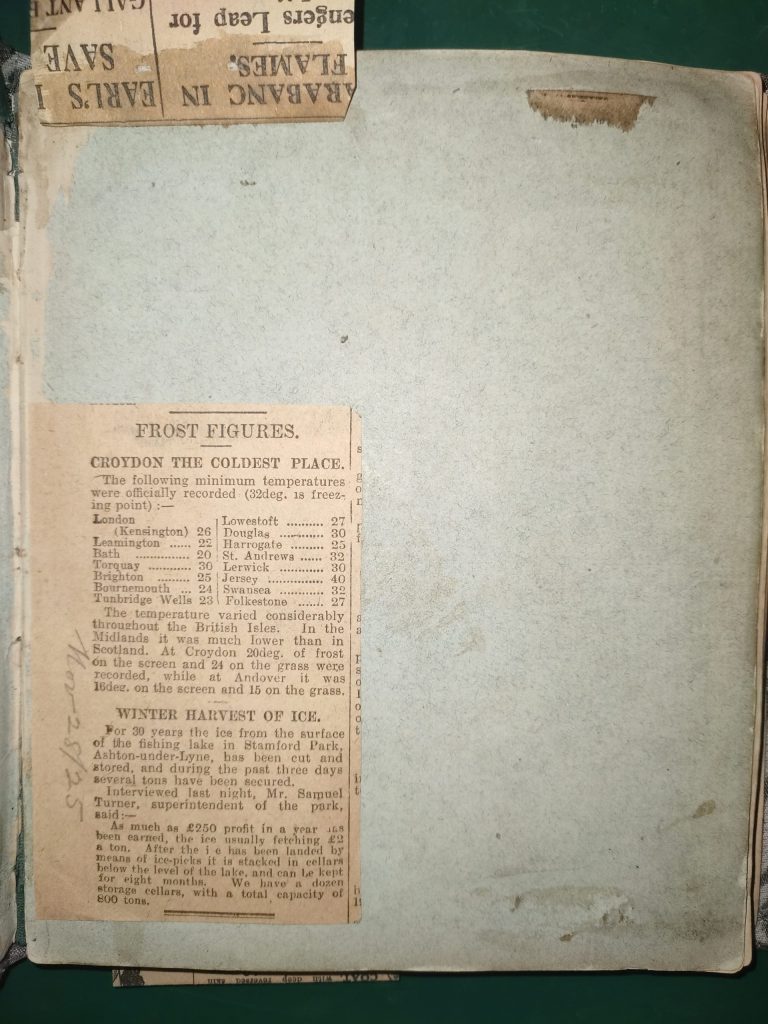 GALLANT
engers Leap for
EARL'S
SAVE
ARABANC IN
FLAMES.
FROST FIGURES.
CROYDON THE COLDEST PLACE.
The following minimum temperatures
were officially recorded (32deg. is freez-
ing point) :—
London
(Kensington) 26
Leamington ...... 22
Bath ............ 20
Torquay ........... 30
Brighton ......... 25
Bournemouth ... 24
Tunbridge Wells 23
Lowestoft .......... 27
Douglas ............ 30
Harrogate ......... 25
St. Andrews ...... 32
Lerwick ............ 30
Jersey .............. 40
Swansea ............ 32
Folkestone ....... 27
The temperature varied considerably
throughout the British Isles. In the
Midlands it was much lower than in
Scotland. At Croydon 20deg. of frost
on the screen and 24 on the grass were
recorded, while at Andover it was
16deg. on the screen and 15 on the grass.
WINTER HARVEST OF ICE.
For 30 years the ice from the surface
of the fishing lake in Stamford Park,
Ashton-under-Lyne, has been cut and
stored, and during the past three days
several tons have been secured.
Interviewed last night, Mr. Samuel
Turner, superintendent of the park,
said:—
As much as £250 profit in a year has
been earned, the ice usually fetching £2
a ton. After the i e has been landed by
means of ice-picks it is stacked in cellars
below the level of the lake, and can be kept
for eight months. We have a dozen
storage cellars, with a total capacity of
800 tons.
Nov 28/25
COAT, with deep reversed skin